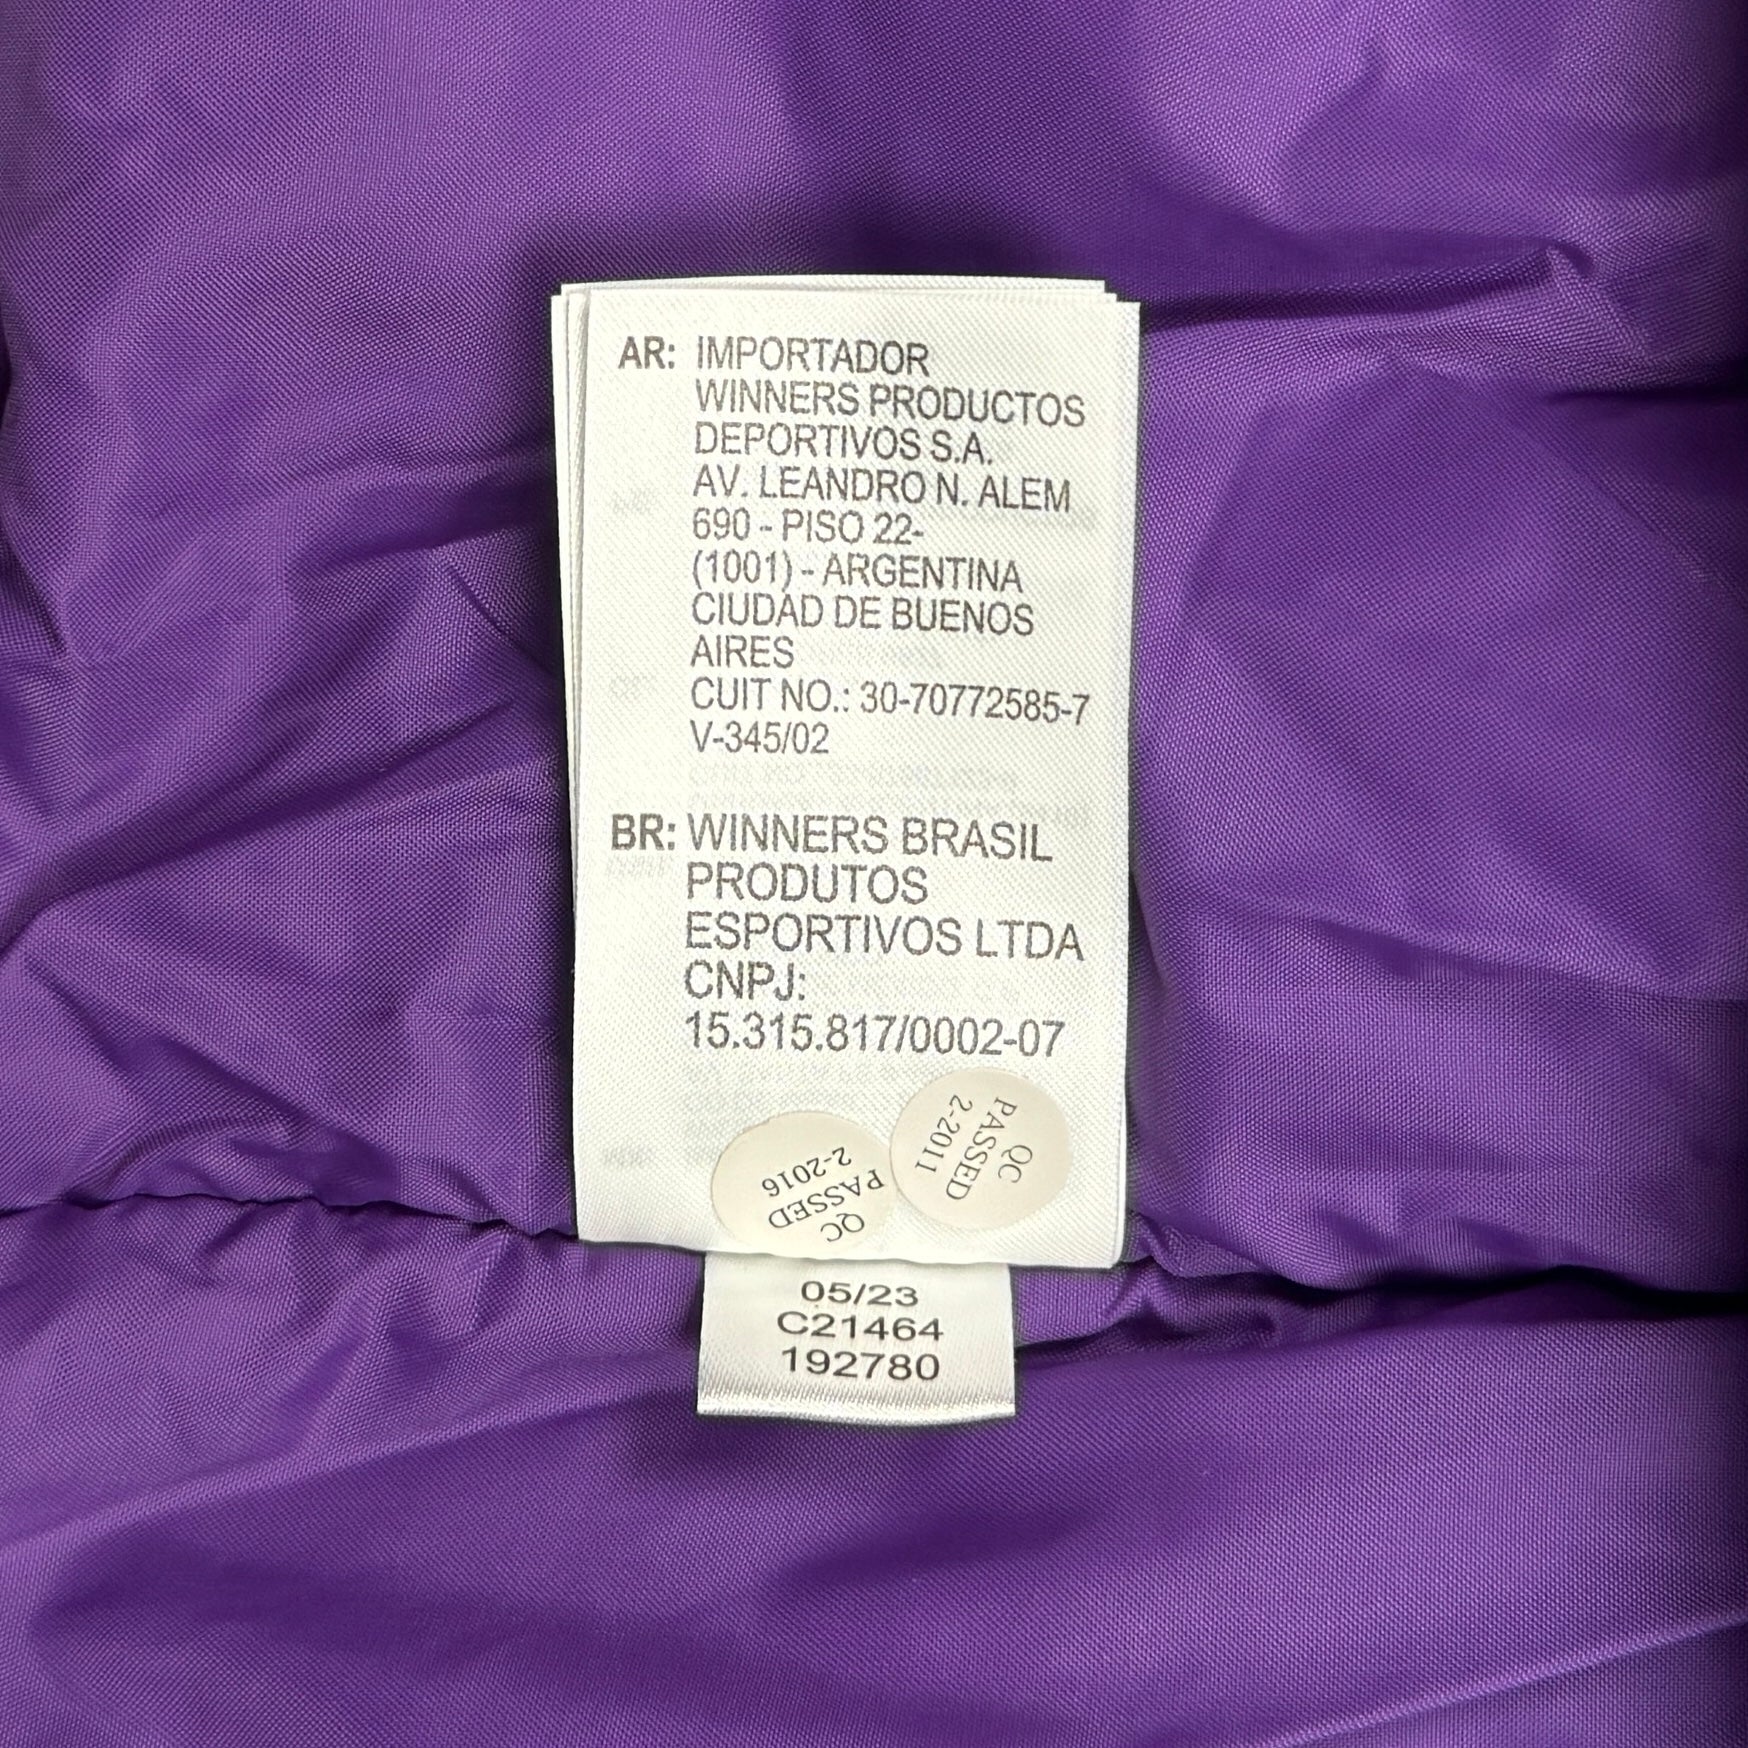 AR: IMPORTADOR
WINNERS PRODUCTOS
DEPORTIVOS S.A.
AV. LEANDRO N. ALEM
690 - PISO 22-
(1001) - ARGENTINA
CIUDAD DE BUENOS
AIRES
CUIT NO.: 30-70772585-7
V-345/02
BR: WINNERS BRASIL
PRODUTOS
ESPORTIVOS LTDA
CNPJ:
15.315.817/0002-07
QC
PASSED
2-2016
QC
PASSED
2-2011
05/23
C21464
192780